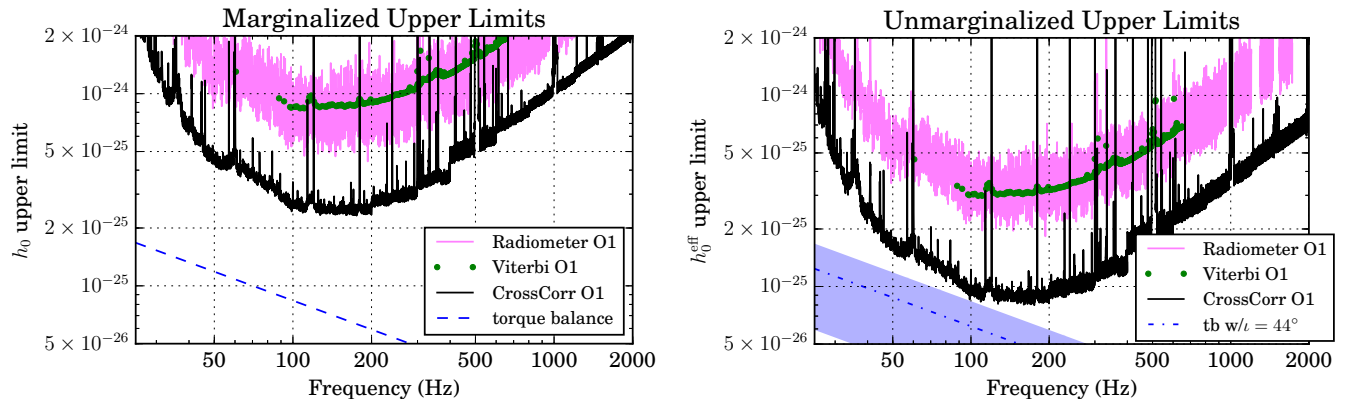 Marginalized Upper Limits
2 × 10⁻²⁴
10⁻²⁴
5 × 10⁻²⁵
2 × 10⁻²⁵
10⁻²⁵
5 × 10⁻²⁶
h₀ upper limit
Radiometer O1
Viterbi O1
CrossCorr O1
torque balance
50 100 200 500 1000 2000
Frequency (Hz)
Unmarginalized Upper Limits
2 × 10⁻²⁴
10⁻²⁴
5 × 10⁻²⁵
2 × 10⁻²⁵
10⁻²⁵
5 × 10⁻²⁶
h₀^eff upper limit
Radiometer O1
Viterbi O1
CrossCorr O1
tb w/ι = 44°
50 100 200 500 1000 2000
Frequency (Hz)